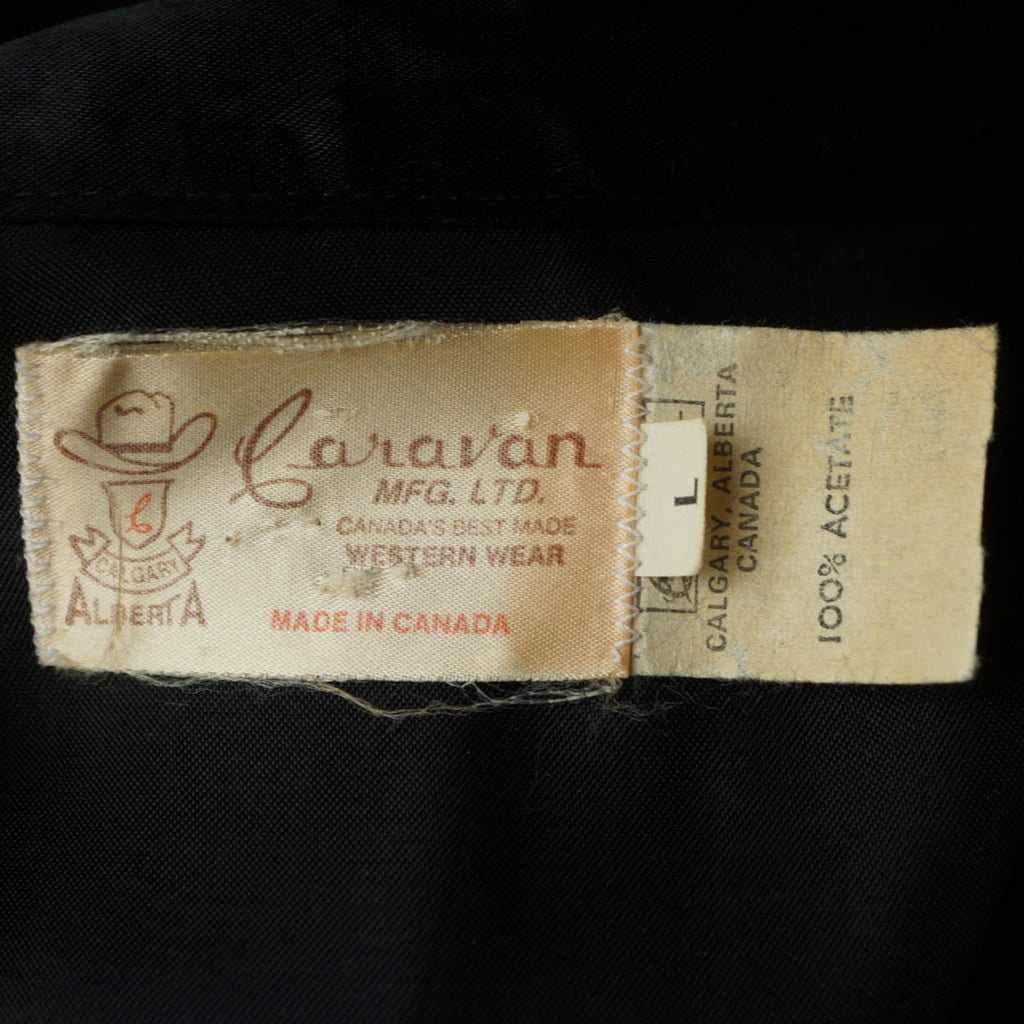 Caravan
MFG. LTD.
CANADA'S BEST MADE
WESTERN WEAR
MADE IN CANADA
C
CALGARY
ALBERTA
L
CALGARY, ALBERTA
CANADA
100% ACETATE